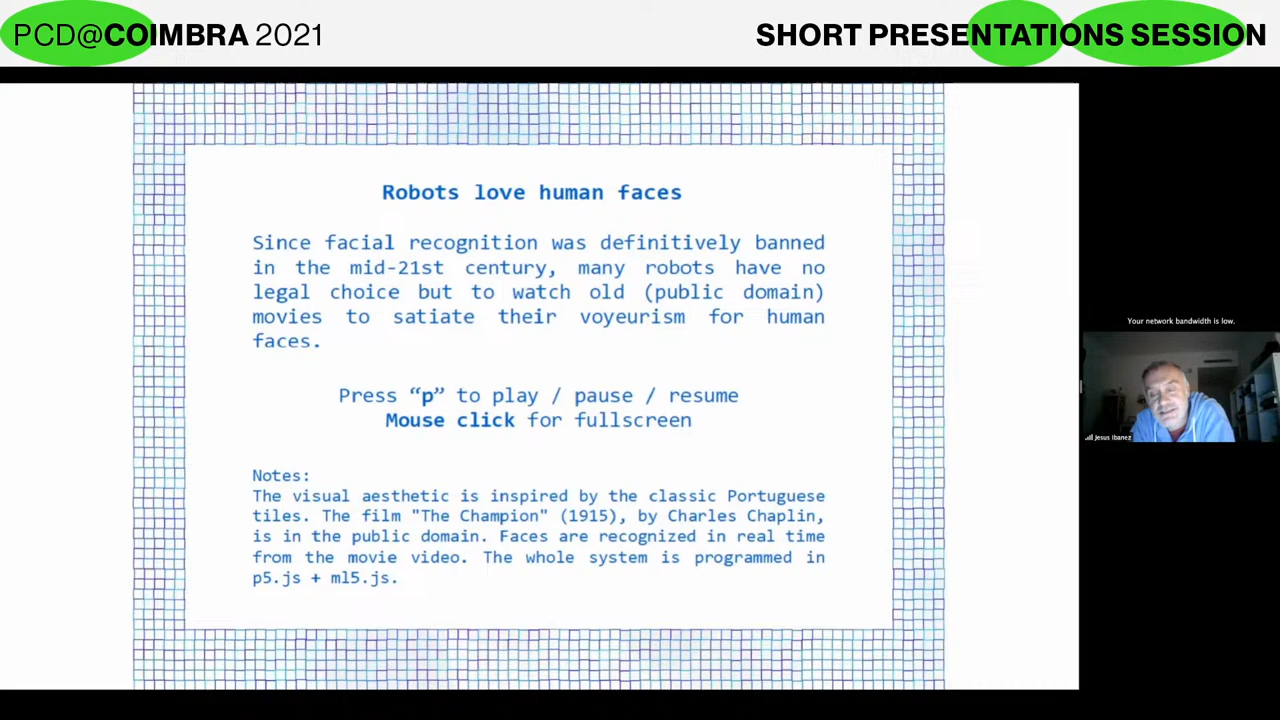 PCD@COIMBRA 2021
SHORT PRESENTATIONS SESSION
Robots love human faces
Since facial recognition was definitively banned
in the mid-21st century, many robots have no
legal choice but to watch old (public domain)
movies to satiate their voyeurism for human
faces.
Press “p” to play / pause / resume
Mouse click for fullscreen
Notes:
The visual aesthetic is inspired by the classic Portuguese
tiles. The film "The Champion" (1915), by Charles Chaplin,
is in the public domain. Faces are recognized in real time
from the movie video. The whole system is programmed in
p5.js + ml5.js.
Your network bandwidth is low.
Jesus Ibanez